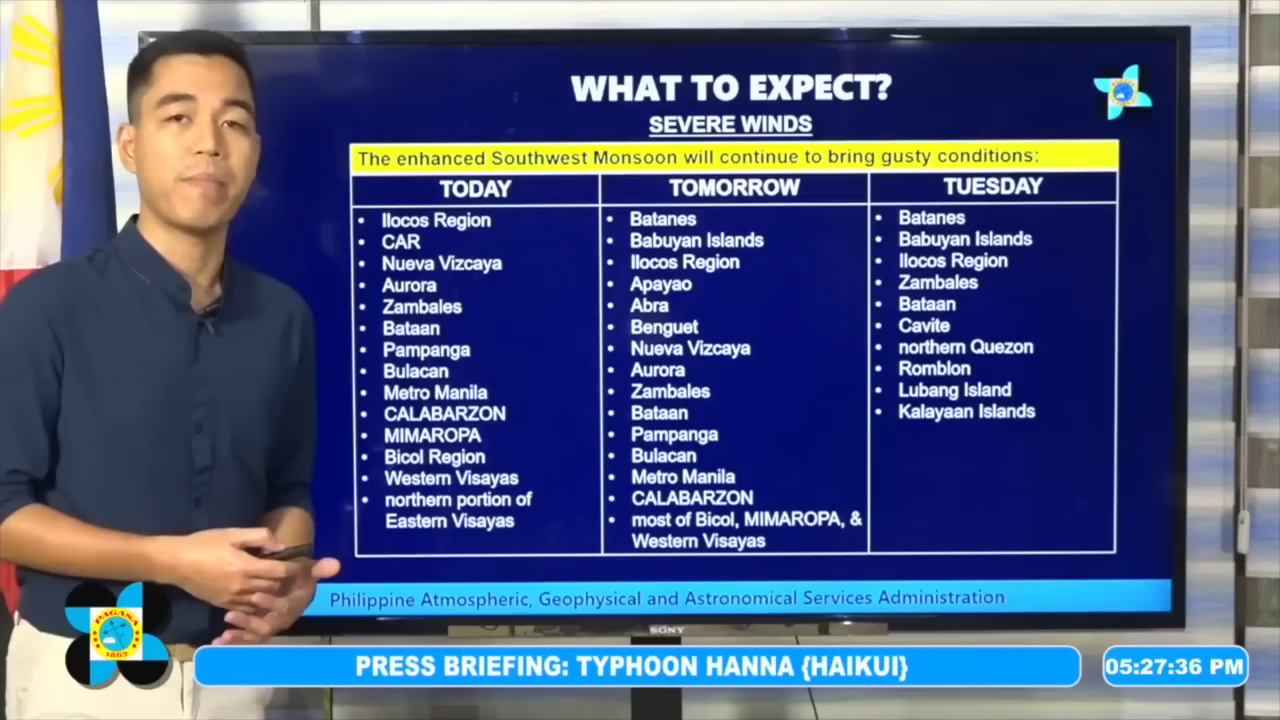 WHAT TO EXPECT?
SEVERE WINDS
The enhanced Southwest Monsoon will continue to bring gusty conditions:
TODAY
• Ilocos Region
• CAR
• Nueva Vizcaya
• Aurora
• Zambales
• Bataan
• Pampanga
• Bulacan
• Metro Manila
• CALABARZON
• MIMAROPA
• Bicol Region
• Western Visayas
• northern portion of
Eastern Visayas
TOMORROW
• Batanes
• Babuyan Islands
• Ilocos Region
• Apayao
• Abra
• Benguet
• Nueva Vizcaya
• Aurora
• Zambales
• Bataan
• Pampanga
• Bulacan
• Metro Manila
• CALABARZON
• most of Bicol, MIMAROPA, &
Western Visayas
TUESDAY
• Batanes
• Babuyan Islands
• Ilocos Region
• Zambales
• Bataan
• Cavite
• northern Quezon
• Romblon
• Lubang Island
• Kalayaan Islands
Philippine Atmospheric, Geophysical and Astronomical Services Administration
SONY
PAGASA
1865
PRESS BRIEFING: TYPHOON HANNA {HAIKUI}
05:27:36 PM